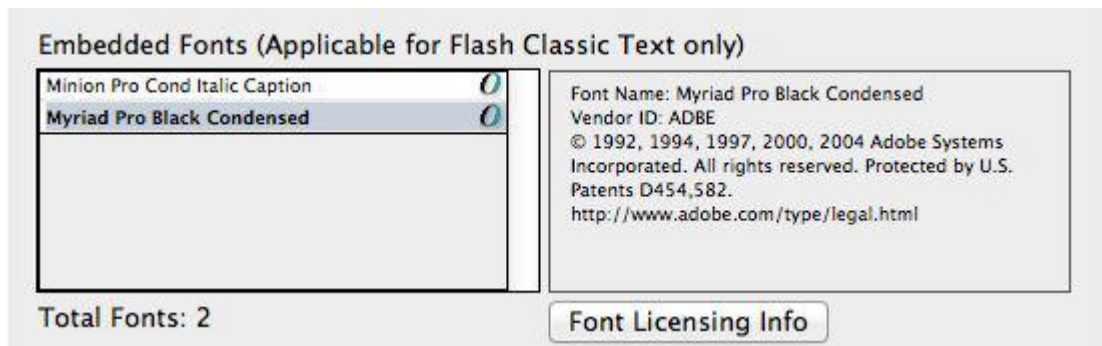 Embedded Fonts (Applicable for Flash Classic Text only)
Minion Pro Cond Italic Caption
Myriad Pro Black Condensed
Font Name: Myriad Pro Black Condensed
Vendor ID: ADBE
© 1992, 1994, 1997, 2000, 2004 Adobe Systems
Incorporated. All rights reserved. Protected by U.S.
Patents D454,582.
http://www.adobe.com/type/legal.html
Total Fonts: 2
Font Licensing Info